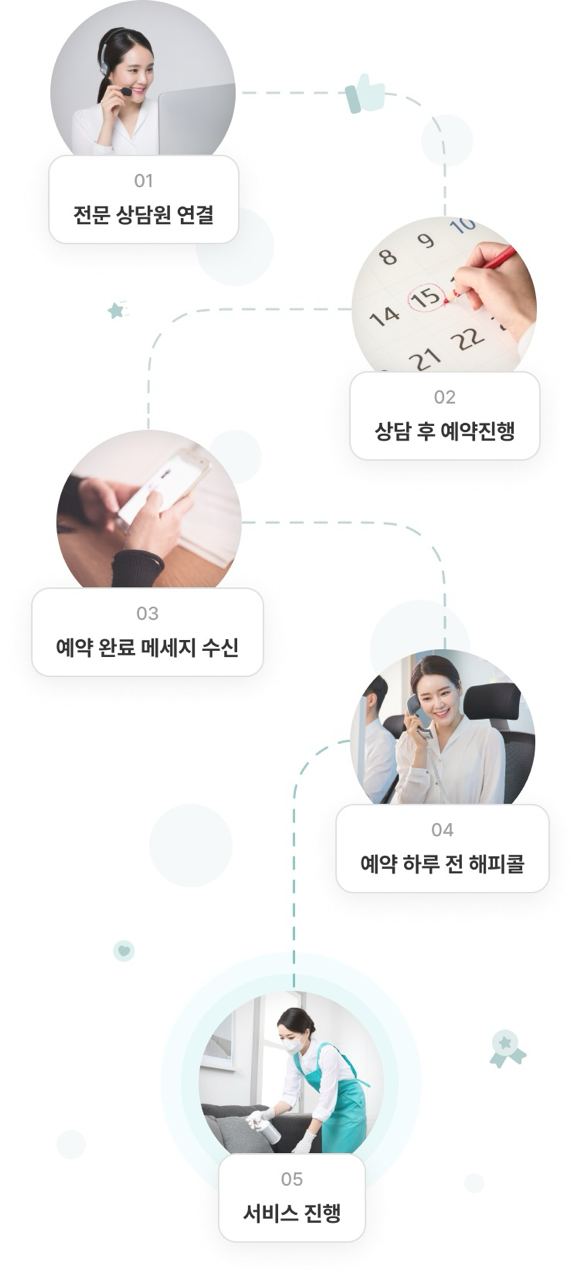 01
전문 상담원 연결
8 9 10
14 15
21 22
02
상담 후 예약진행
03
예약 완료 메세지 수신
04
예약 하루 전 해피콜
05
서비스 진행